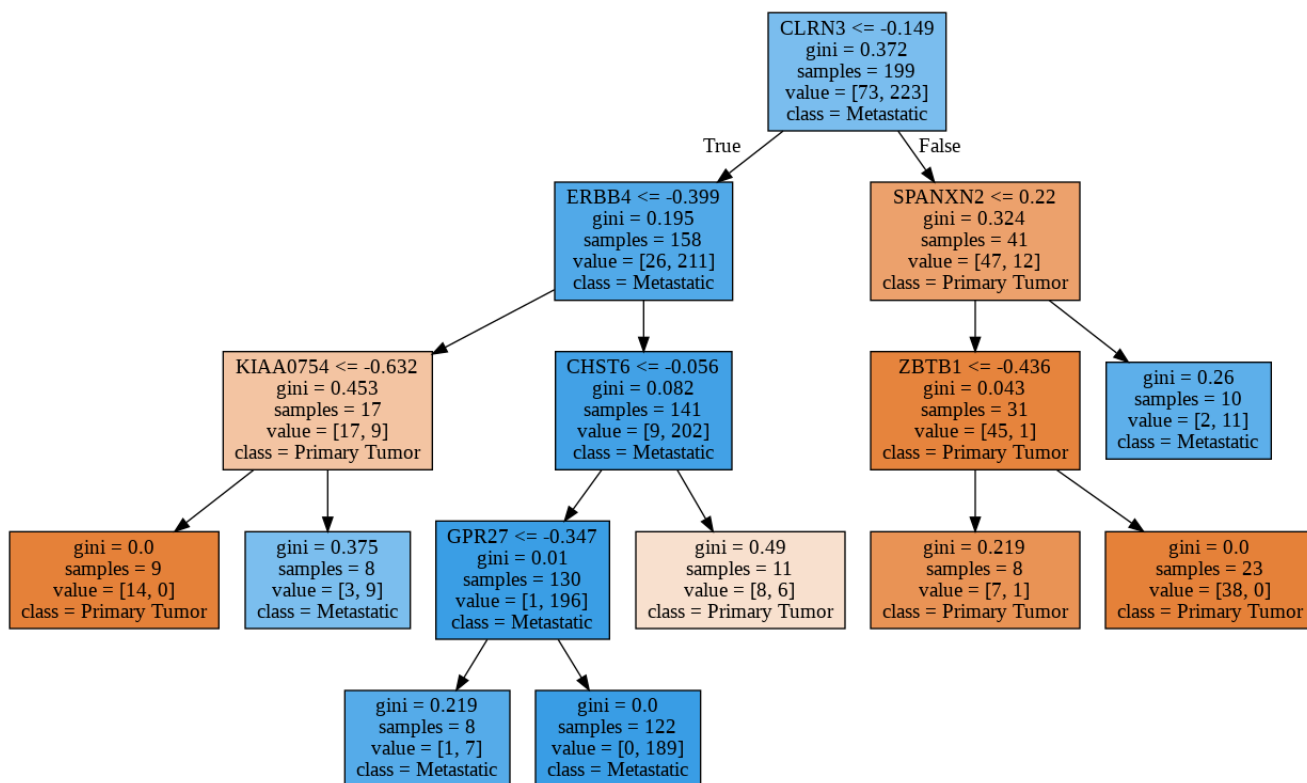 CLRN3 <= -0.149
gini = 0.372
samples = 199
value = [73, 223]
class = Metastatic
True
False
ERBB4 <= -0.399
gini = 0.195
samples = 158
value = [26, 211]
class = Metastatic
SPANXN2 <= 0.22
gini = 0.324
samples = 41
value = [47, 12]
class = Primary Tumor
KIAA0754 <= -0.632
gini = 0.453
samples = 17
value = [17, 9]
class = Primary Tumor
CHST6 <= -0.056
gini = 0.082
samples = 141
value = [9, 202]
class = Metastatic
ZBTB1 <= -0.436
gini = 0.043
samples = 31
value = [45, 1]
class = Primary Tumor
gini = 0.26
samples = 10
value = [2, 11]
class = Metastatic
gini = 0.0
samples = 9
value = [14, 0]
class = Primary Tumor
gini = 0.375
samples = 8
value = [3, 9]
class = Metastatic
GPR27 <= -0.347
gini = 0.01
samples = 130
value = [1, 196]
class = Metastatic
gini = 0.49
samples = 11
value = [8, 6]
class = Primary Tumor
gini = 0.219
samples = 8
value = [7, 1]
class = Primary Tumor
gini = 0.0
samples = 23
value = [38, 0]
class = Primary Tumor
gini = 0.219
samples = 8
value = [1, 7]
class = Metastatic
gini = 0.0
samples = 122
value = [0, 189]
class = Metastatic